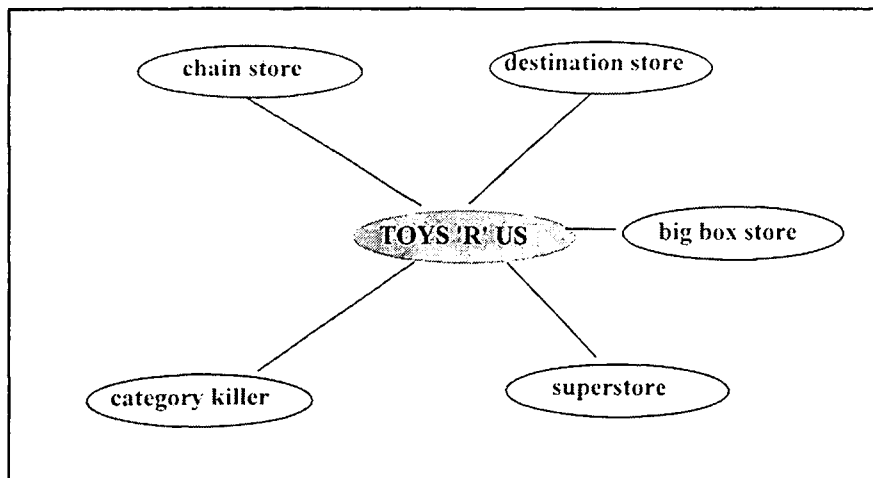 chain store
destination store
TOYS 'R' US
big box store
category killer
superstore